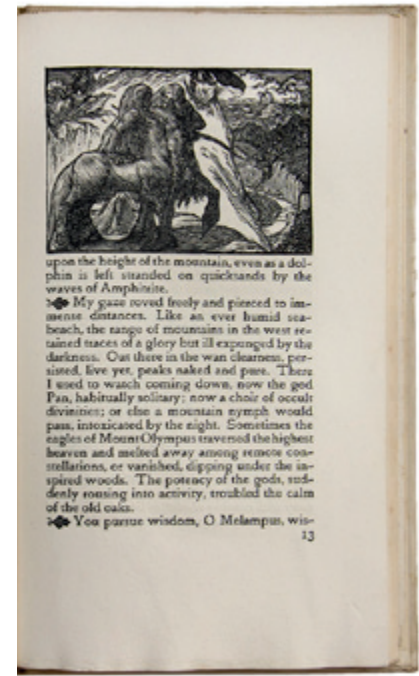 upon the height of the mountain, even as a dol-
phin is left stranded on quicksands by the
waves of Amphitrite.
My gaze roved freely and pierced to im-
mense distances. Like an ever humid sea-
beach, the range of mountains in the west re-
tained traces of a glory but ill expunged by the
darkness. Out there in the wan clearness, per-
sisted, live yet, peaks naked and pure. There
I used to watch coming down, now the god
Pan, habitually solitary; now a choir of occult
divinities; or else a mountain nymph would
pass, intoxicated by the night. Sometimes the
eagles of Mount Olympus traversed the highest
heaven and melted away among remote con-
stellations, or vanished, dipping under the in-
spired woods. The potency of the gods, sud-
denly rousing into activity, troubled the calm
of the old oaks.
You pursue wisdom, O Melampus, wis-
13